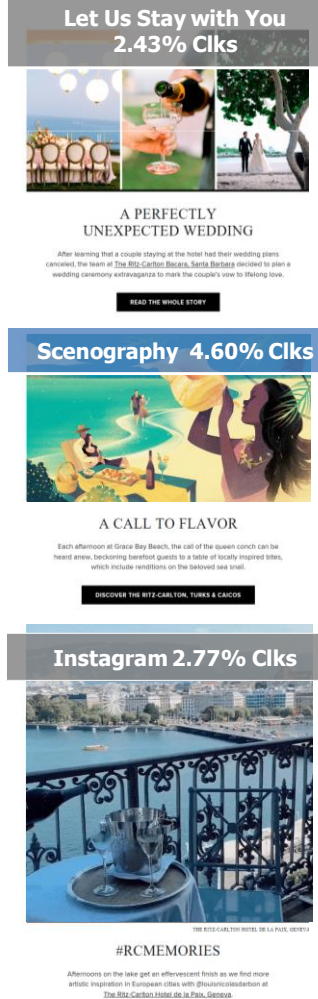 Let Us Stay with You
2.43% Clks
A PERFECTLY
UNEXPECTED WEDDING
After learning that a couple staying at the hotel had their wedding plans
canceled, the team at The Ritz-Carlton Bacara, Santa Barbara decided to plan a
wedding ceremony extravaganza to mark the couple's vow to lifelong love.
READ THE WHOLE STORY
Scenography 4.60% Clks
A CALL TO FLAVOR
Each afternoon at Grace Bay Beach, the call of the queen conch can be
heard anew, beckoning barefoot guests to a table of locally inspired bites,
which include renditions on the beloved sea snail.
DISCOVER THE RITZ-CARLTON, TURKS & CAICOS
Instagram 2.77% Clks
THE RITZ-CARLTON HOTEL DE LA PAIX, GENEVA
#RCMEMORIES
Afternoons on the lake get an effervescent finish as we find more
artistic inspiration in European cities with @louisnicolasdarbon at
The Ritz-Carlton Hotel de la Paix, Geneva.